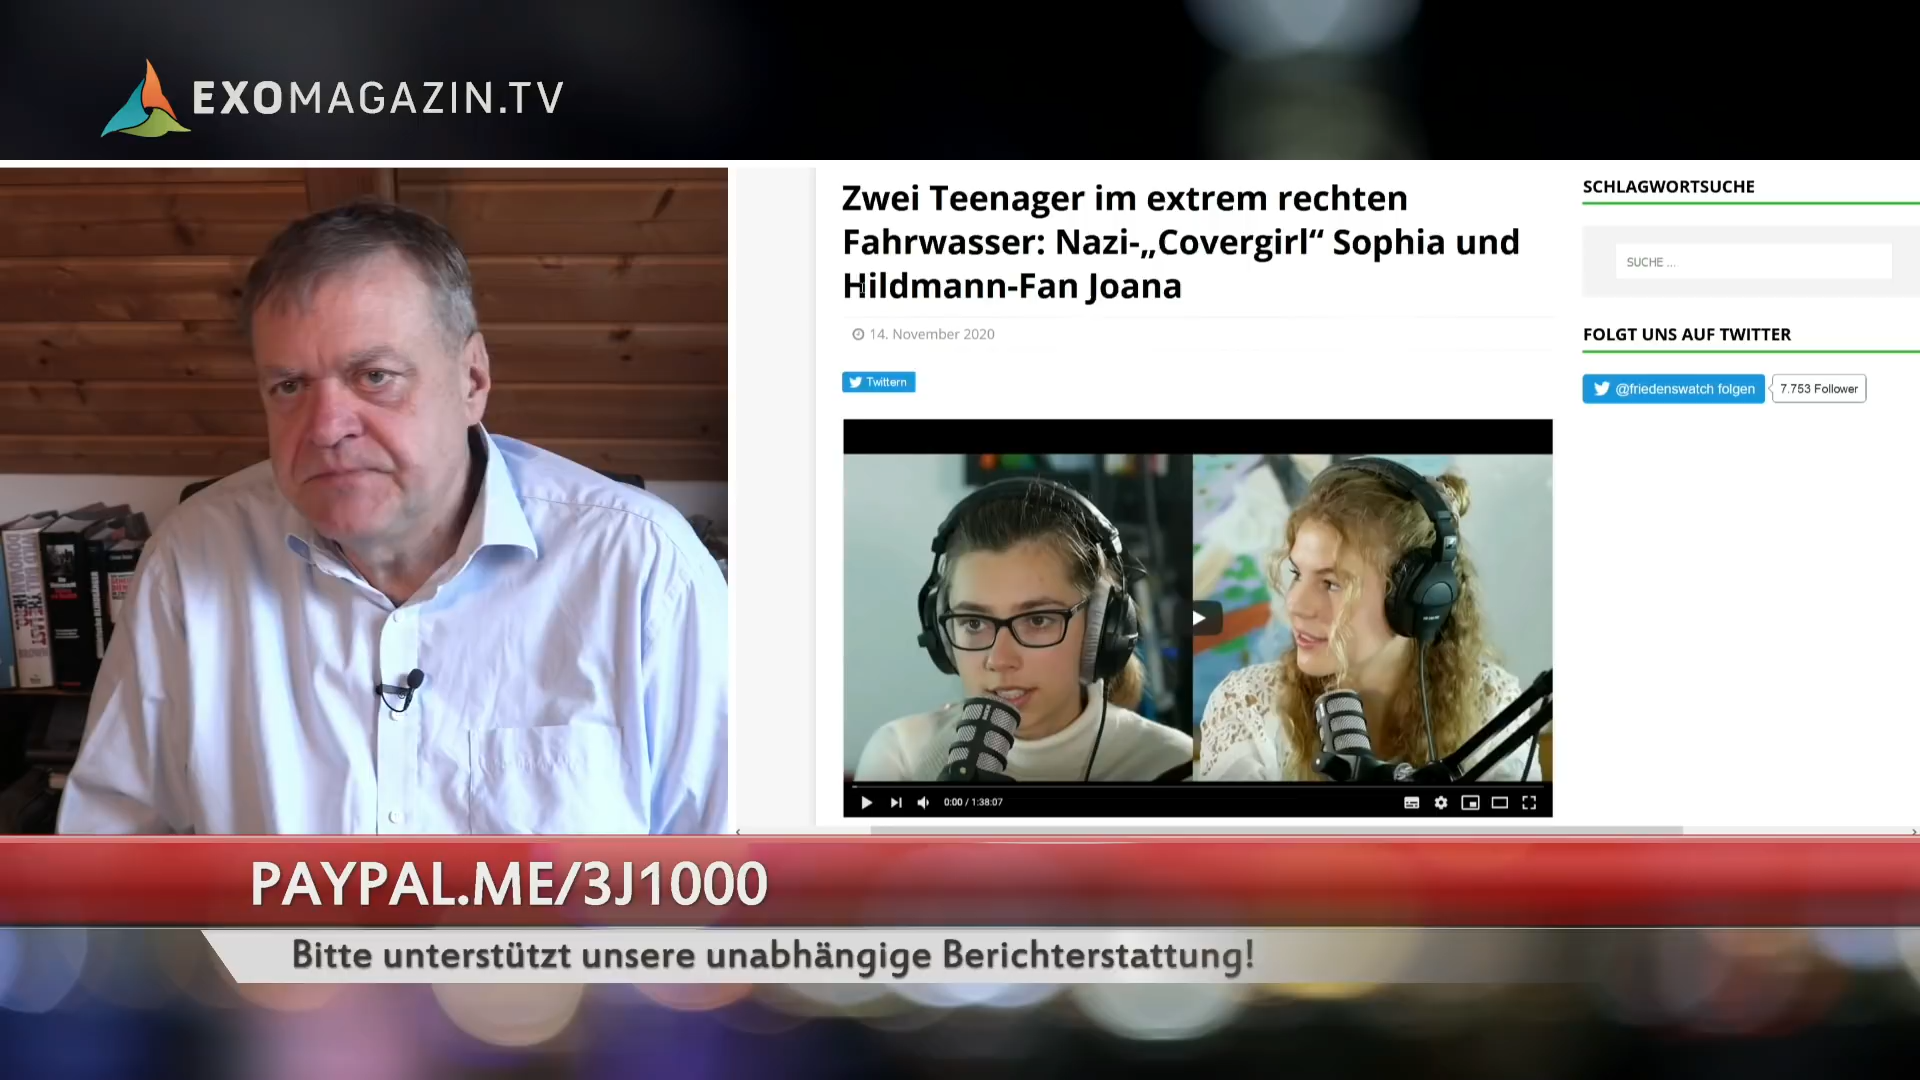 EXOMAGAZIN.TV
Zwei Teenager im extrem rechten
Fahrwasser: Nazi-„Covergirl“ Sophia und
Hildmann-Fan Joana
14. November 2020
Twittern
SCHLAGWORTSUCHE
SUCHE ...
FOLGT UNS AUF TWITTER
@friedenswatch folgen
7.753 Follower
0:00 / 1:38:07
PAYPAL.ME/3J1000
Bitte unterstützt unsere unabhängige Berichterstattung!